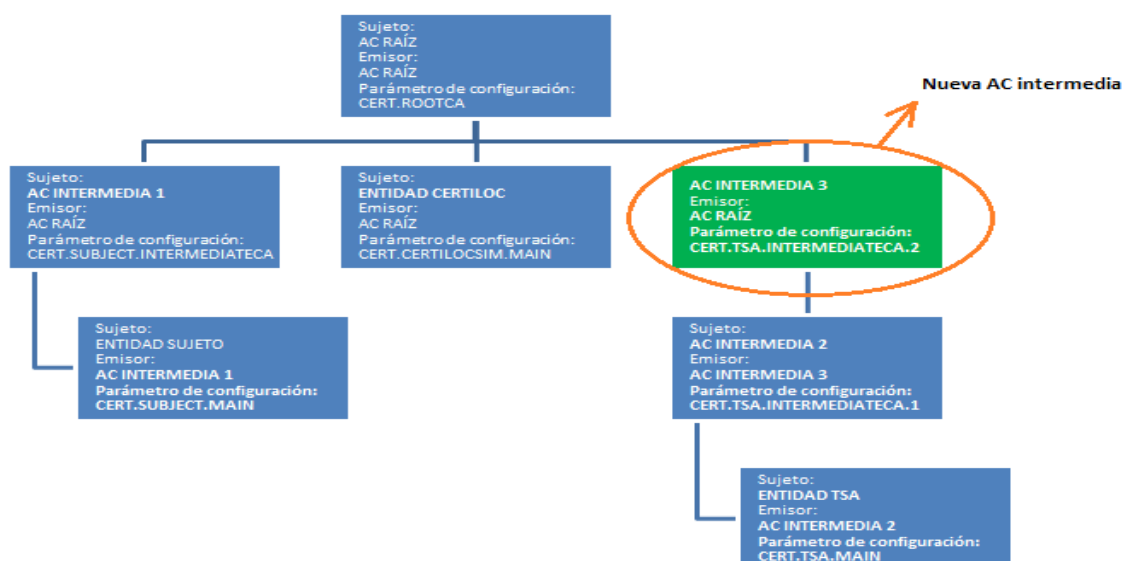 Sujeto:
AC RAÍZ
Emisor:
AC RAÍZ
Parámetro de configuración:
CERT.ROOTCA
Nueva AC intermedia
Sujeto:
AC INTERMEDIA 1
Emisor:
AC RAÍZ
Parámetro de configuración:
CERT.SUBJECT.INTERMEDIATECA
Sujeto:
ENTIDAD CERTILOC
Emisor:
AC RAÍZ
Parámetro de configuración:
CERT.CERTILOCSIM.MAIN
AC INTERMEDIA 3
Emisor:
AC RAÍZ
Parámetro de configuración:
CERT.TSA.INTERMEDIATECA.2
Sujeto:
ENTIDAD SUJETO
Emisor:
AC INTERMEDIA 1
Parámetro de configuración:
CERT.SUBJECT.MAIN
Sujeto:
AC INTERMEDIA 2
Emisor:
AC INTERMEDIA 3
Parámetro de configuración:
CERT.TSA.INTERMEDIATECA.1
Sujeto:
ENTIDAD TSA
Emisor:
AC INTERMEDIA 2
Parámetro de configuración:
CERT.TSA.MAIN